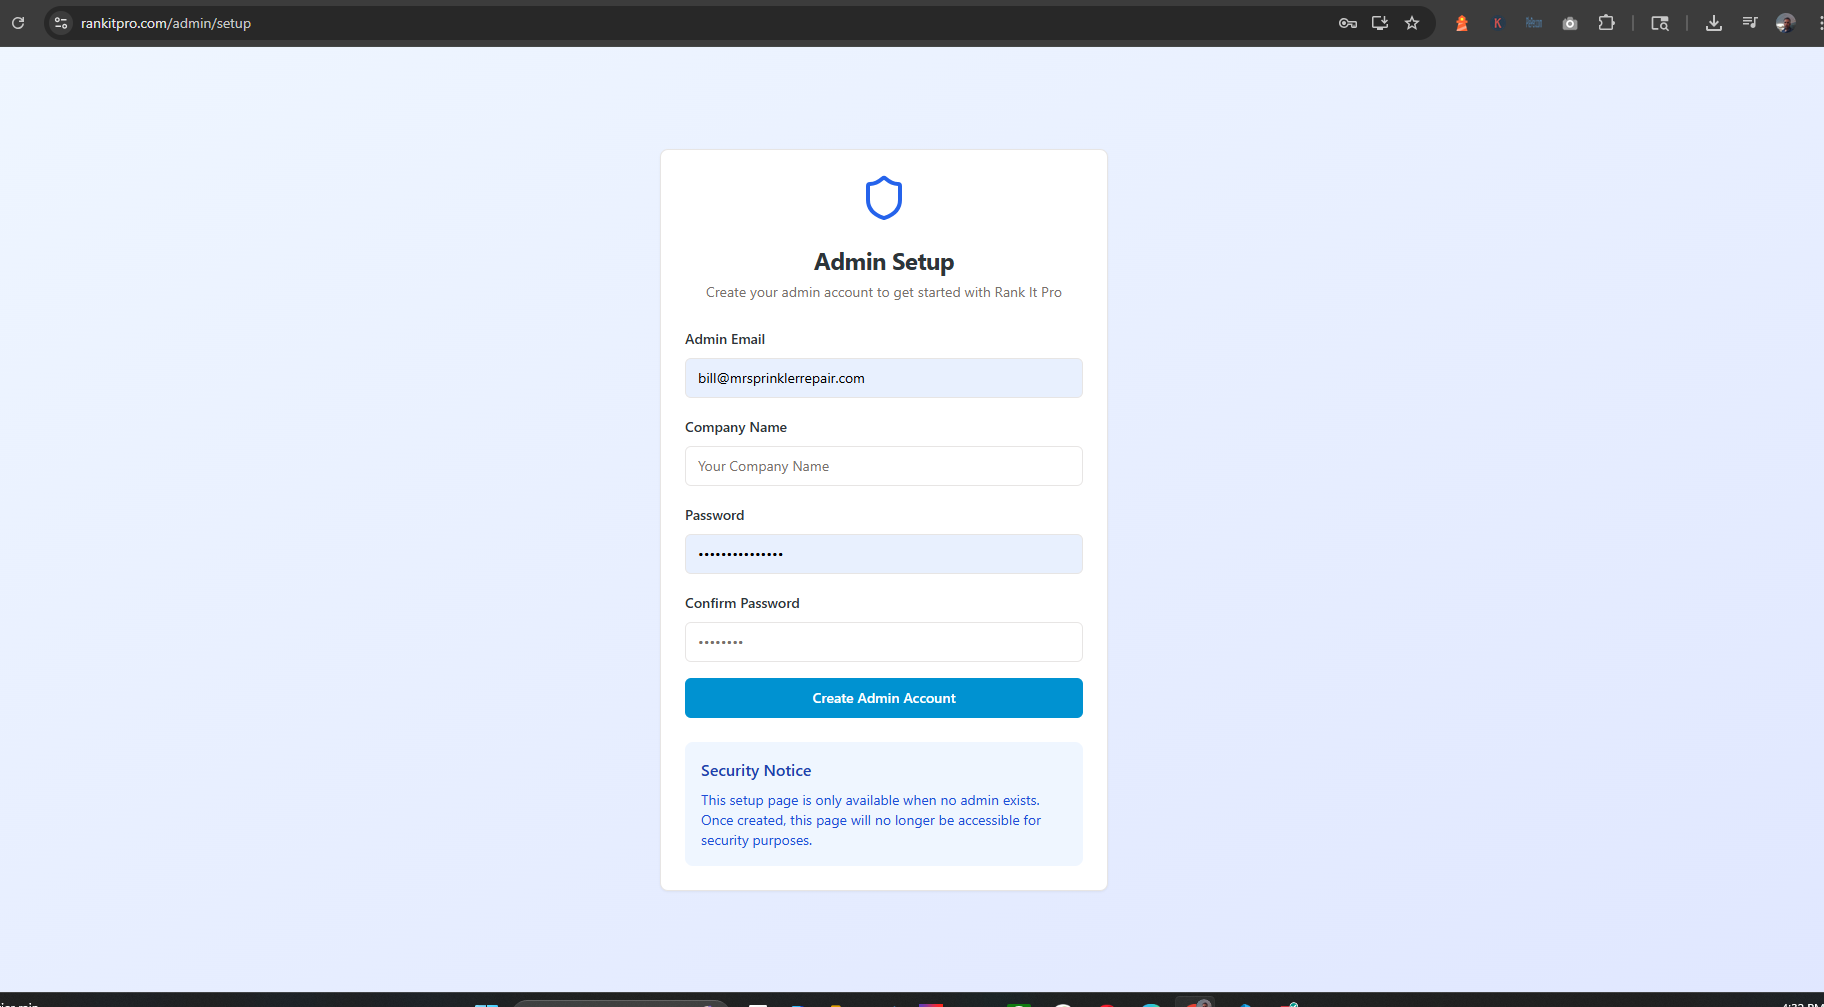 rankitpro.com/admin/setup
Admin Setup
Create your admin account to get started with Rank It Pro
Admin Email
bill@mrsprinklerrepair.com
Company Name
Your Company Name
Password
•••••••••••••••
Confirm Password
••••••••
Create Admin Account
Security Notice
This setup page is only available when no admin exists.
Once created, this page will no longer be accessible for
security purposes.